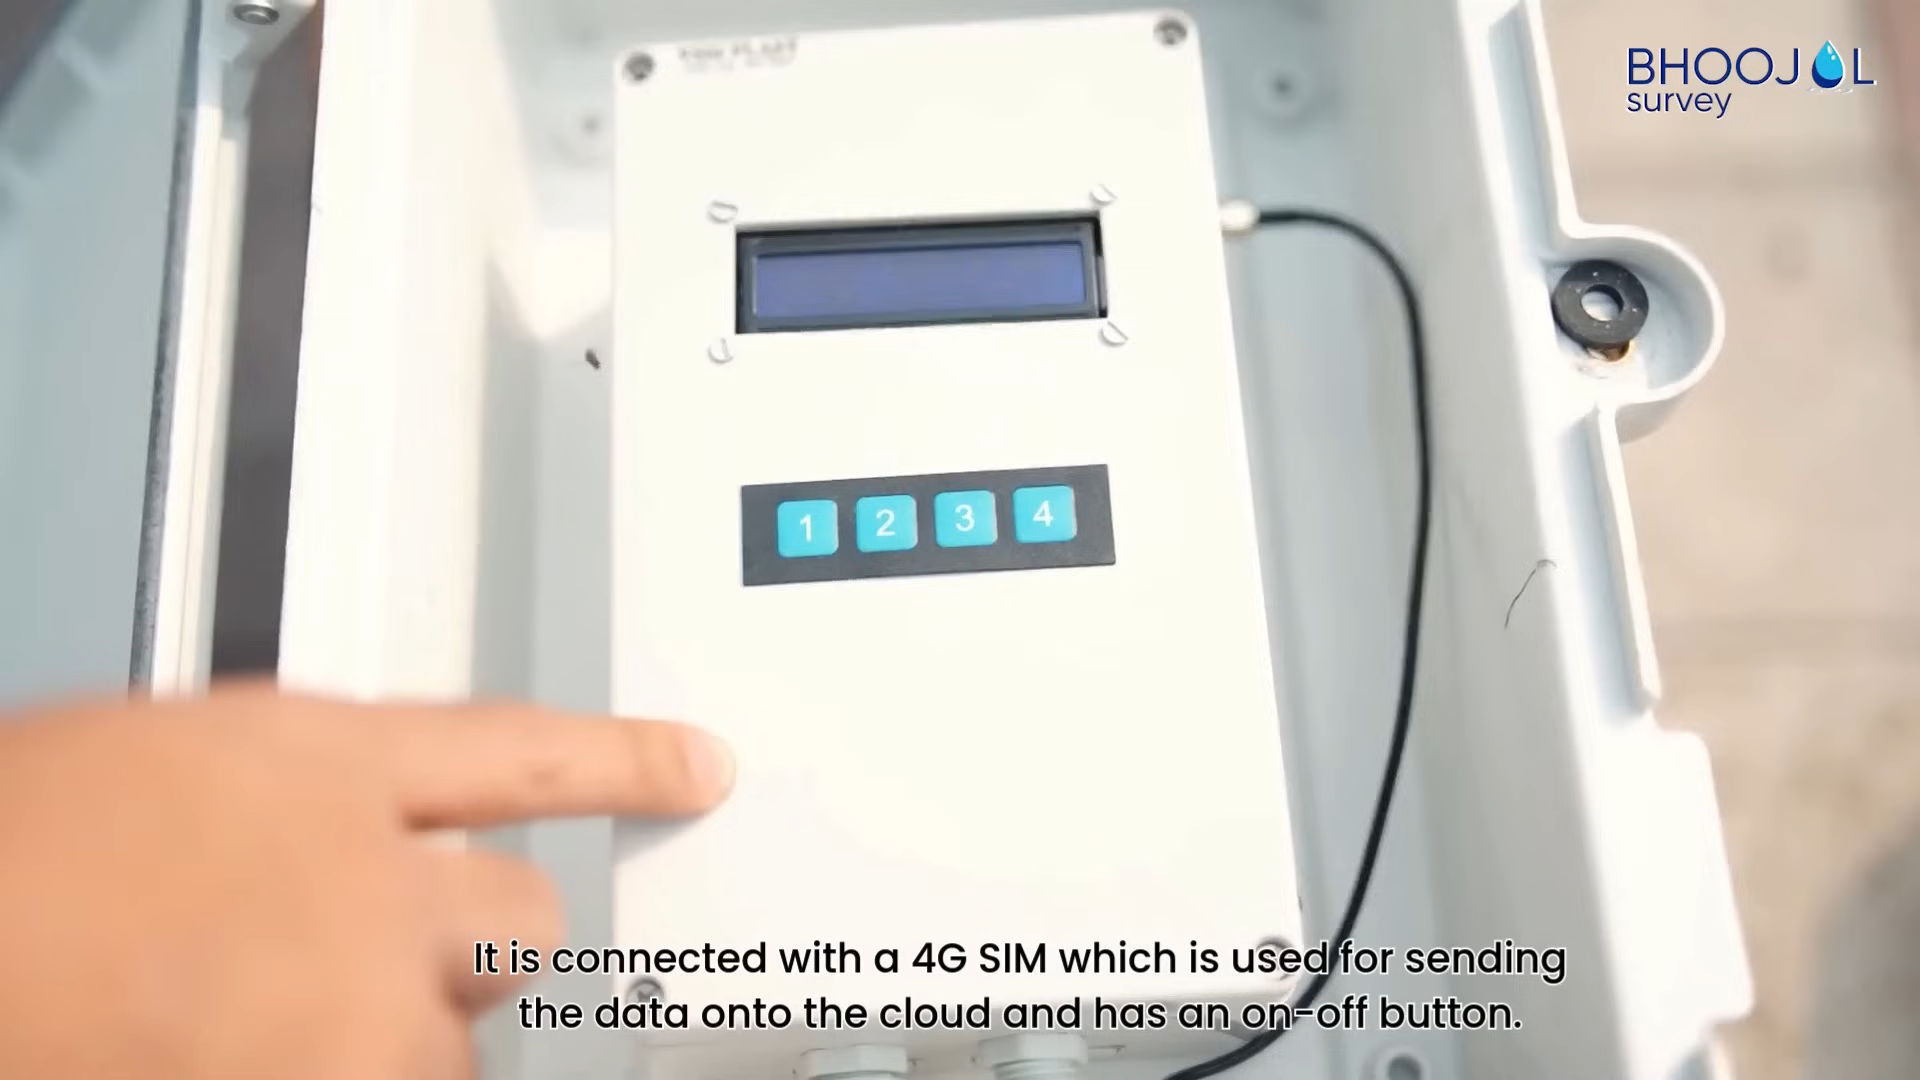 BHOOJAL
survey
1 2 3 4
It is connected with a 4G SIM which is used for sending
the data onto the cloud and has an on-off button.